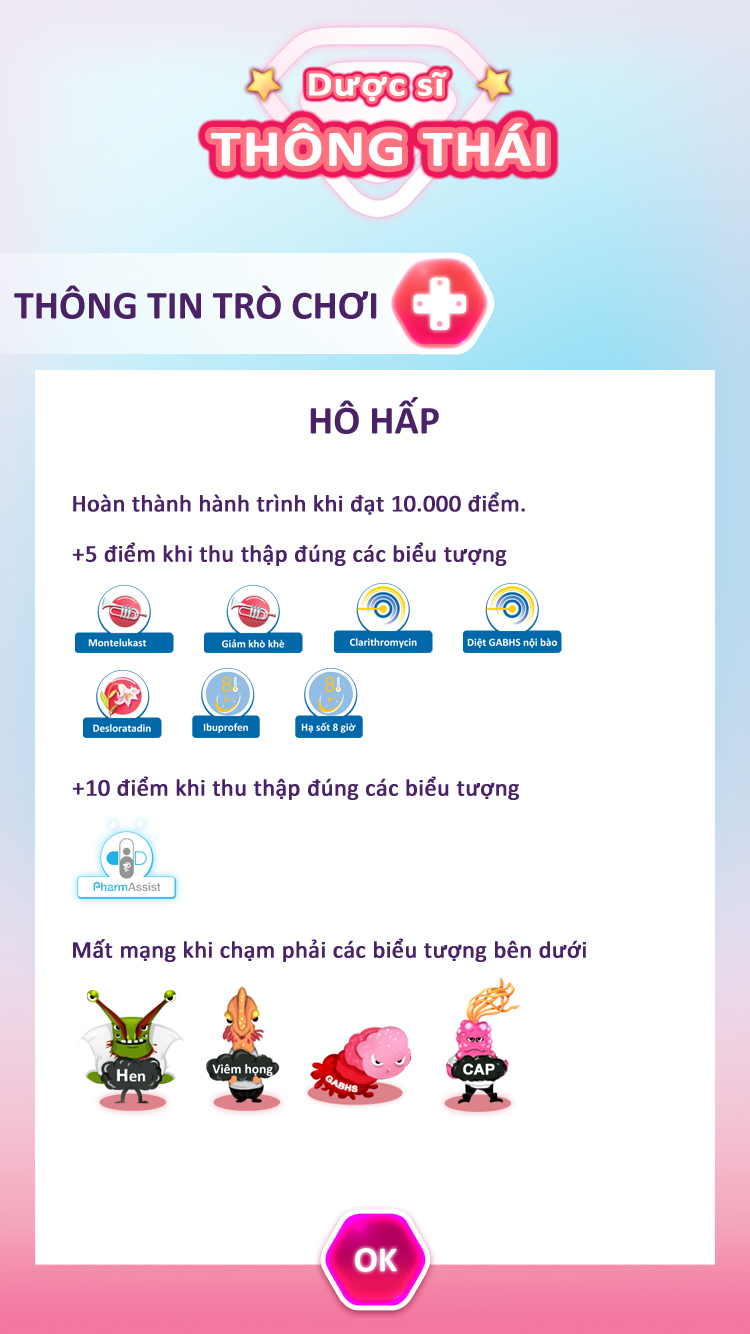 Dược sĩ
THÔNG THÁI
THÔNG TIN TRÒ CHƠI
HÔ HẤP
Hoàn thành hành trình khi đạt 10.000 điểm.
+5 điểm khi thu thập đúng các biểu tượng
Montelukast Giảm khò khè Clarithromycin Diệt GABHS nội bào
8 8
Desloratadin Ibuprofen Hạ sốt 8 giờ
+10 điểm khi thu thập đúng các biểu tượng
PharmAssist
Mất mạng khi chạm phải các biểu tượng bên dưới
Hen Viêm họng GABHS CAP
OK